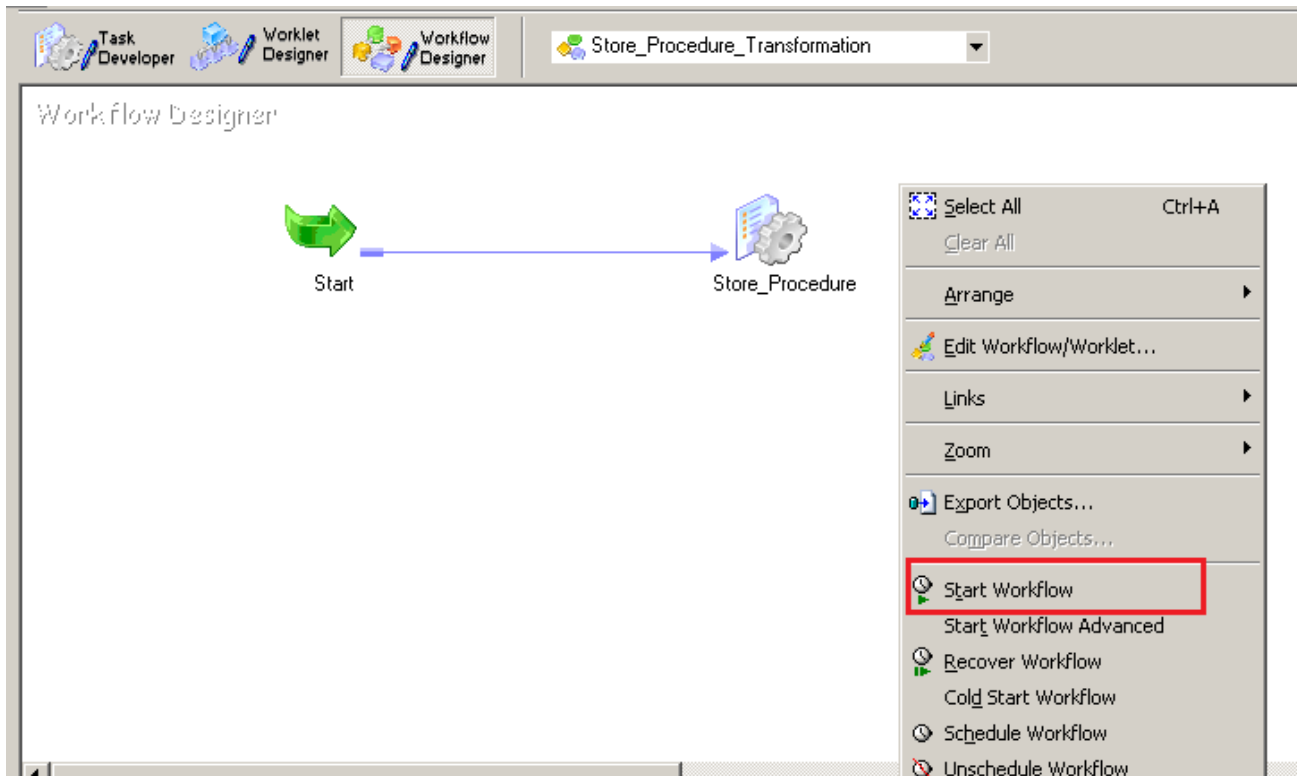 Task
Developer
Worklet
Designer
Workflow
Designer
Store_Procedure_Transformation
Workflow Designer
Start
Store_Procedure
Select All Ctrl+A
Clear All
Arrange
Edit Workflow/Worklet...
Links
Zoom
Export Objects...
Compare Objects...
Start Workflow
Start Workflow Advanced
Recover Workflow
Cold Start Workflow
Schedule Workflow
Unschedule Workflow